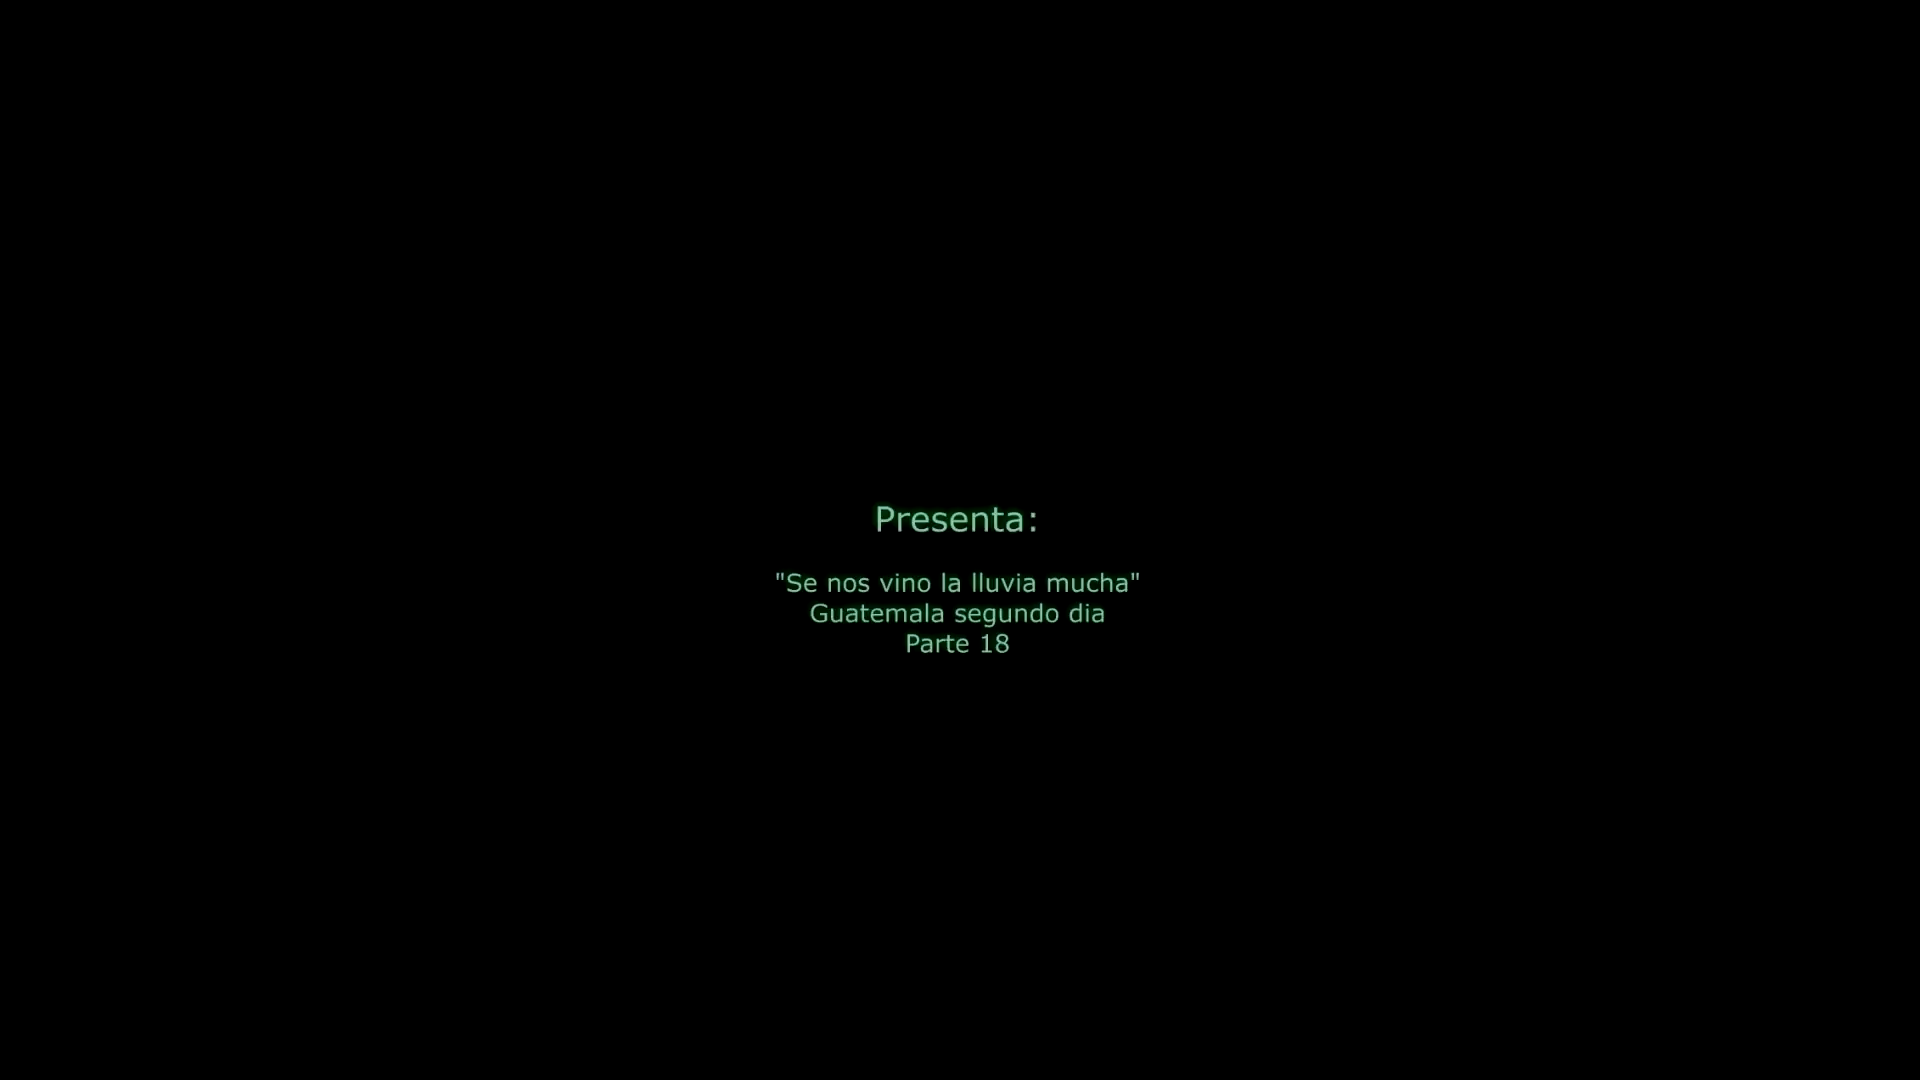 Presenta:
"Se nos vino la lluvia mucha"
Guatemala segundo dia
Parte 18